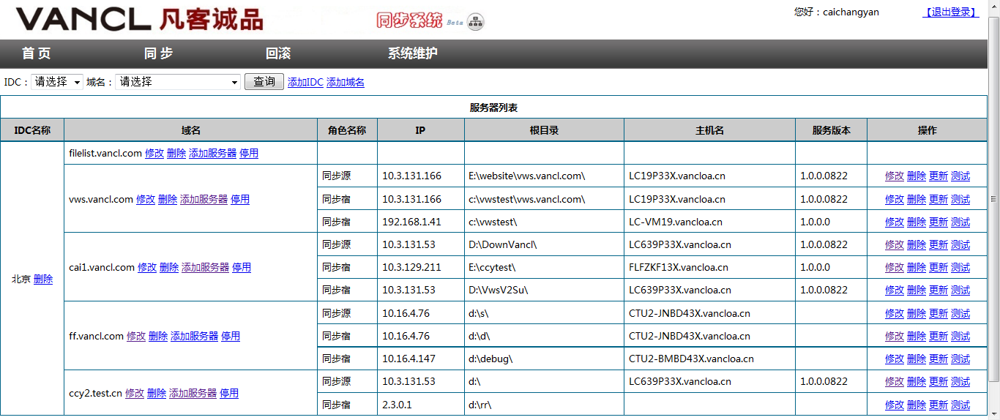 VANCL 凡客诚品 同步系统 Beta 您好：caichangyan 【退出登录】
首 页 同 步 回滚 系统维护
IDC：请选择 域名：请选择 查询 添加IDC 添加域名
服务器列表
IDC名称 域名 角色名称 IP 根目录 主机名 服务版本 操作
filelist.vancl.com 修改 删除 添加服务器 停用
同步源 10.3.131.166 E:\website\vws.vancl.com\ LC19P33X.vancloa.cn 1.0.0.0822 修改 删除 更新 测试
vws.vancl.com 修改 删除 添加服务器 停用 同步宿 10.3.131.166 c:\vwstest\vws.vancl.com\ LC19P33X.vancloa.cn 1.0.0.0822 修改 删除 更新 测试
同步宿 192.168.1.41 c:\vwstest\ LC-VM19.vancloa.cn 1.0.0.0 修改 删除 更新 测试
同步源 10.3.131.53 D:\DownVancl\ LC639P33X.vancloa.cn 1.0.0.0822 修改 删除 更新 测试
cai1.vancl.com 修改 删除 添加服务器 停用 同步宿 10.3.129.211 E:\ccytest\ FLFZKF13X.vancloa.cn 1.0.0.0 修改 删除 更新 测试
北京 删除
同步宿 10.3.131.53 D:\VwsV2Su\ LC639P33X.vancloa.cn 1.0.0.0822 修改 删除 更新 测试
同步源 10.16.4.76 d:\s\ CTU2-JNBD43X.vancloa.cn 修改 删除 更新 测试
ff.vancl.com 修改 删除 添加服务器 停用 同步宿 10.16.4.76 d:\d\ CTU2-JNBD43X.vancloa.cn 修改 删除 更新 测试
同步宿 10.16.4.147 d:\debug\ CTU2-BMBD43X.vancloa.cn 修改 删除 更新 测试
同步源 10.3.131.53 d:\ LC639P33X.vancloa.cn 1.0.0.0822 修改 删除 更新 测试
ccy2.test.cn 修改 删除 添加服务器 停用
同步宿 2.3.0.1 d:\rr\ 修改 删除 更新 测试